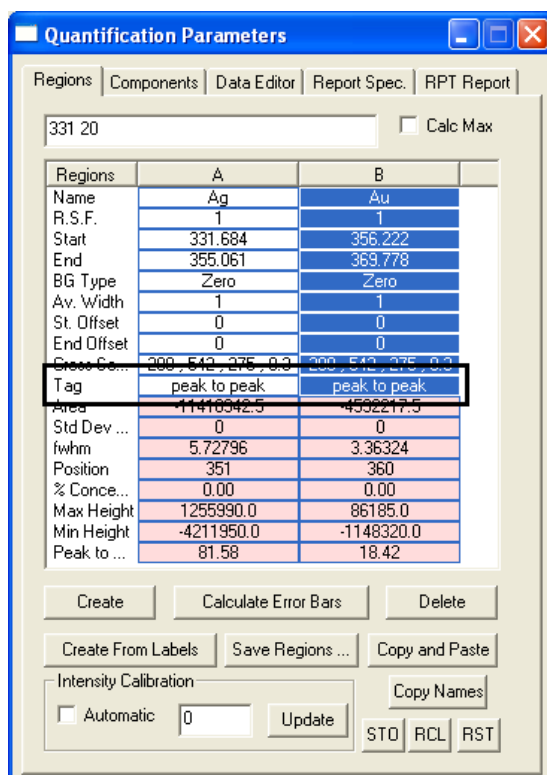 Quantification Parameters
Regions Components Data Editor Report Spec. RPT Report
331 20 Calc Max
Regions A B
Name Ag Au
R.S.F. 1 1
Start 331.684 356.222
End 355.061 369.778
BG Type Zero Zero
Av. Width 1 1
St. Offset 0 0
End Offset 0 0
Tag peak to peak peak to peak
Area -11418942.5 -4592217.5
Std Dev ... 0 0
fwhm 5.72796 3.36324
Position 351 360
% Conce... 0.00 0.00
Max Height 1255990.0 86185.0
Min Height -4211950.0 -1148320.0
Peak to ... 81.58 18.42
Create Calculate Error Bars Delete
Create From Labels Save Regions ... Copy and Paste
Intensity Calibration
Copy Names
Automatic 0 Update
STO RCL RST